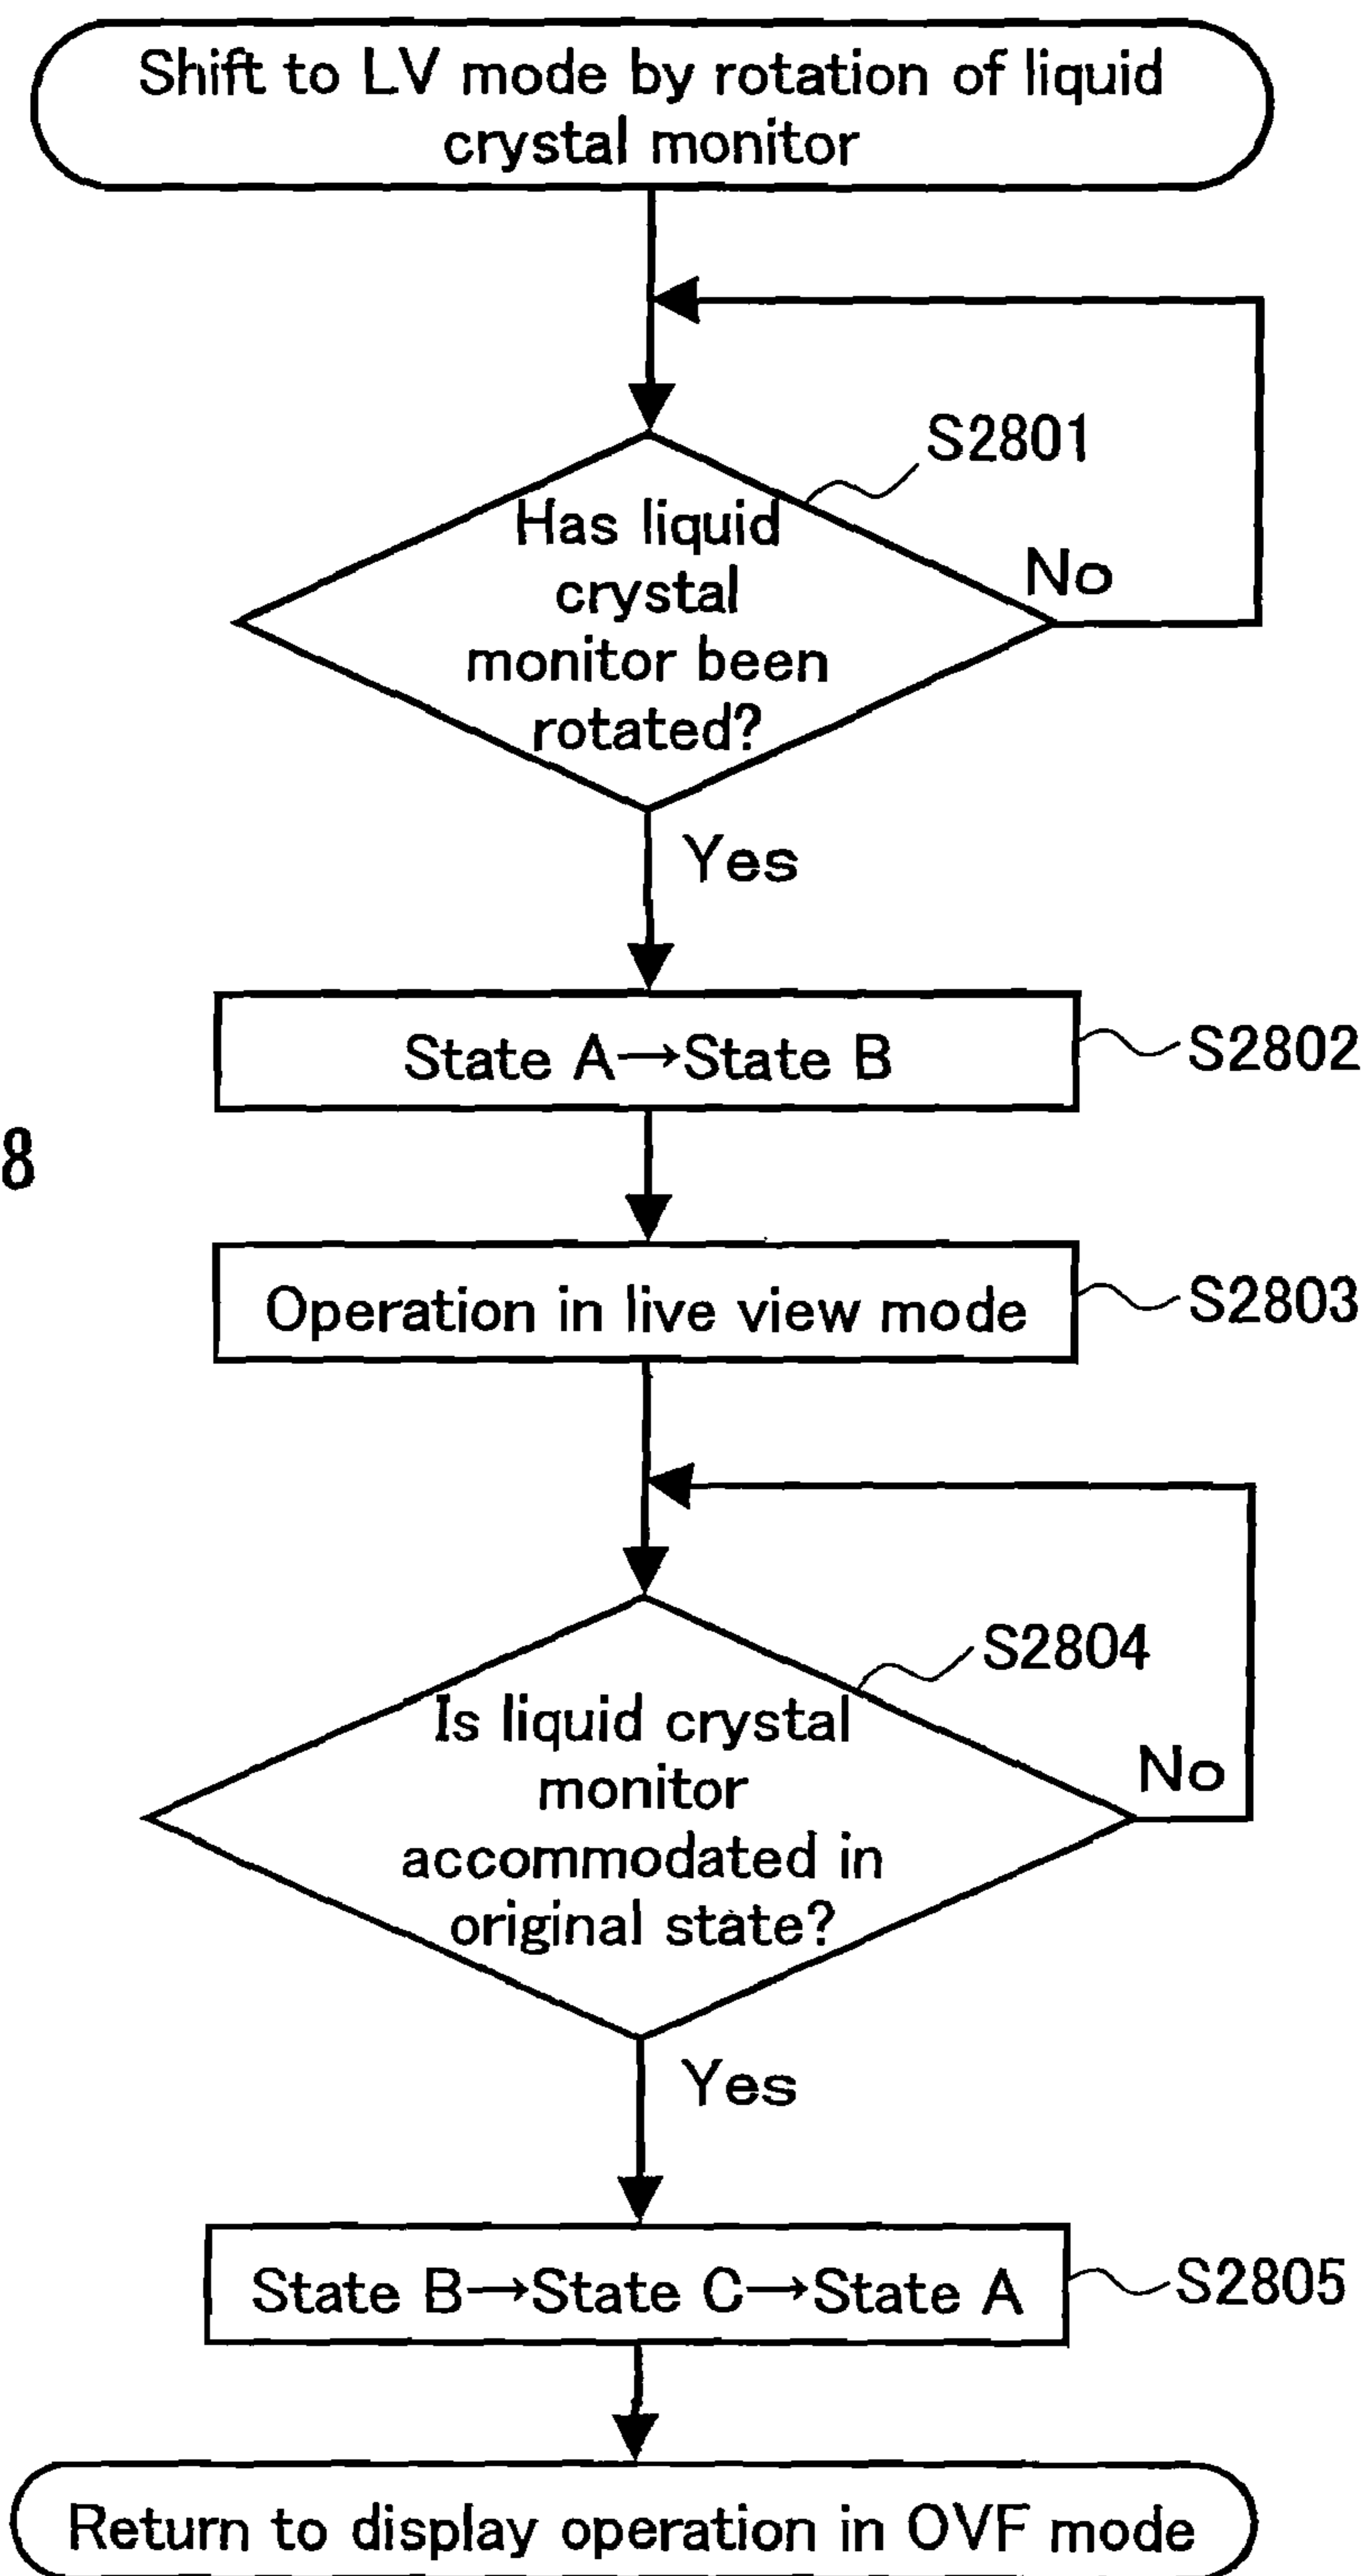 Shift to LV mode by rotation of liquid
crystal monitor
S2801
Has liquid
crystal
monitor been
rotated?
No
Yes
State A→State B
S2802
8
Operation in live view mode
S2803
S2804
Is liquid crystal
monitor
accommodated in
original state?
No
Yes
State B→State C→State A
S2805
Return to display operation in OVF mode